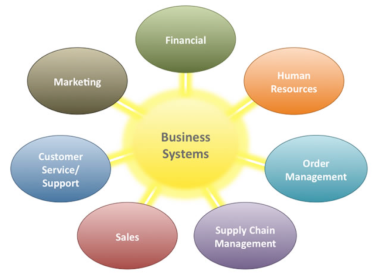 Financial
Marketing
Human
Resources
Business
Systems
Customer
Service/
Support
Order
Management
Sales
Supply Chain
Management